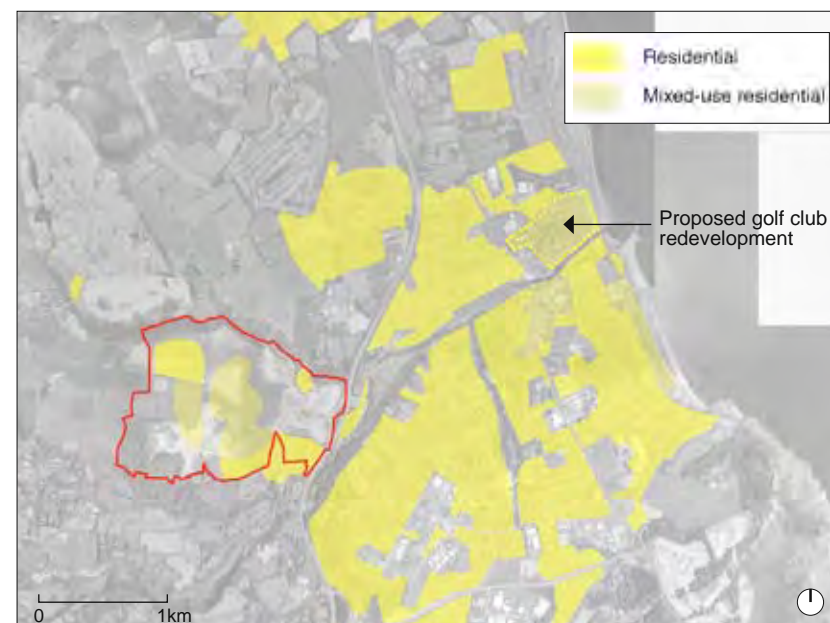 Residential
Mixed-use residential
Proposed golf club
redevelopment
0 1km